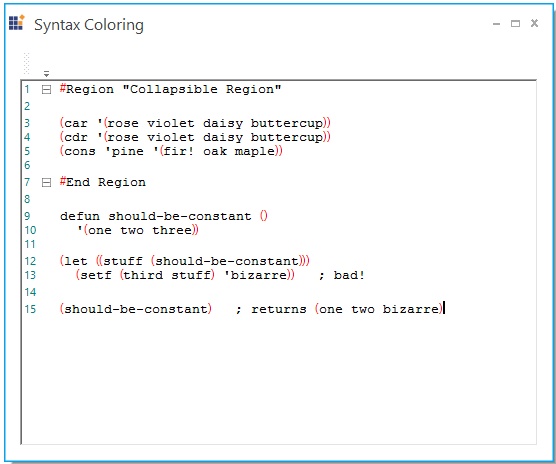 Syntax Coloring
1 #Region "Collapsible Region"
2
3 (car '(rose violet daisy buttercup))
4 (cdr '(rose violet daisy buttercup))
5 (cons 'pine '(fir! oak maple))
6
7 #End Region
8
9 defun should-be-constant ()
10 '(one two three))
11
12 (let ((stuff (should-be-constant)))
13 (setf (third stuff) 'bizarre)) ; bad!
14
15 (should-be-constant) ; returns (one two bizarre)